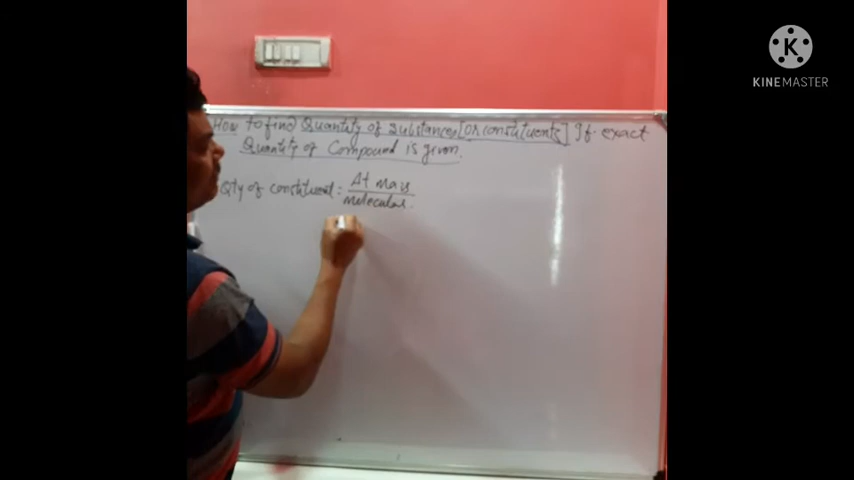 How to find Quantity of substances [or constituents] If exact
Quantity of Compound is given.
Qty of constituent = At mass
molecular
KINEMASTER